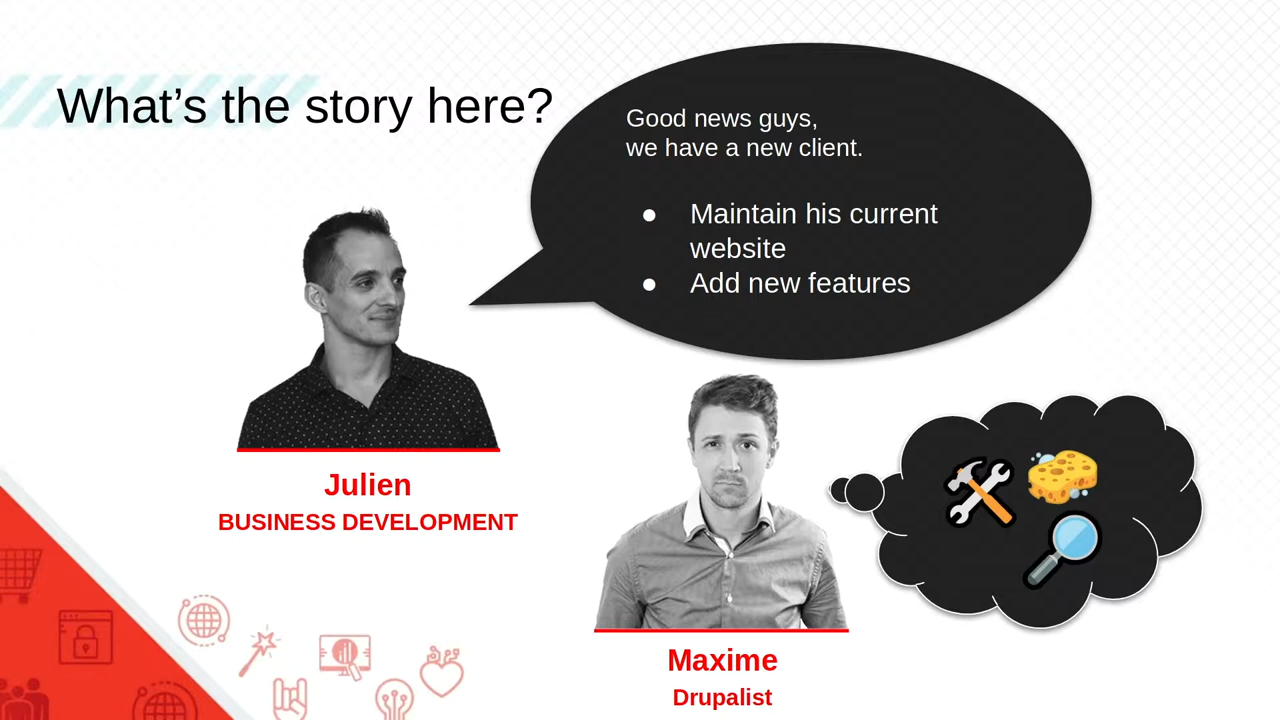 What’s the story here?
Good news guys,
we have a new client.
● Maintain his current
website
● Add new features
Julien
BUSINESS DEVELOPMENT
Maxime
Drupalist